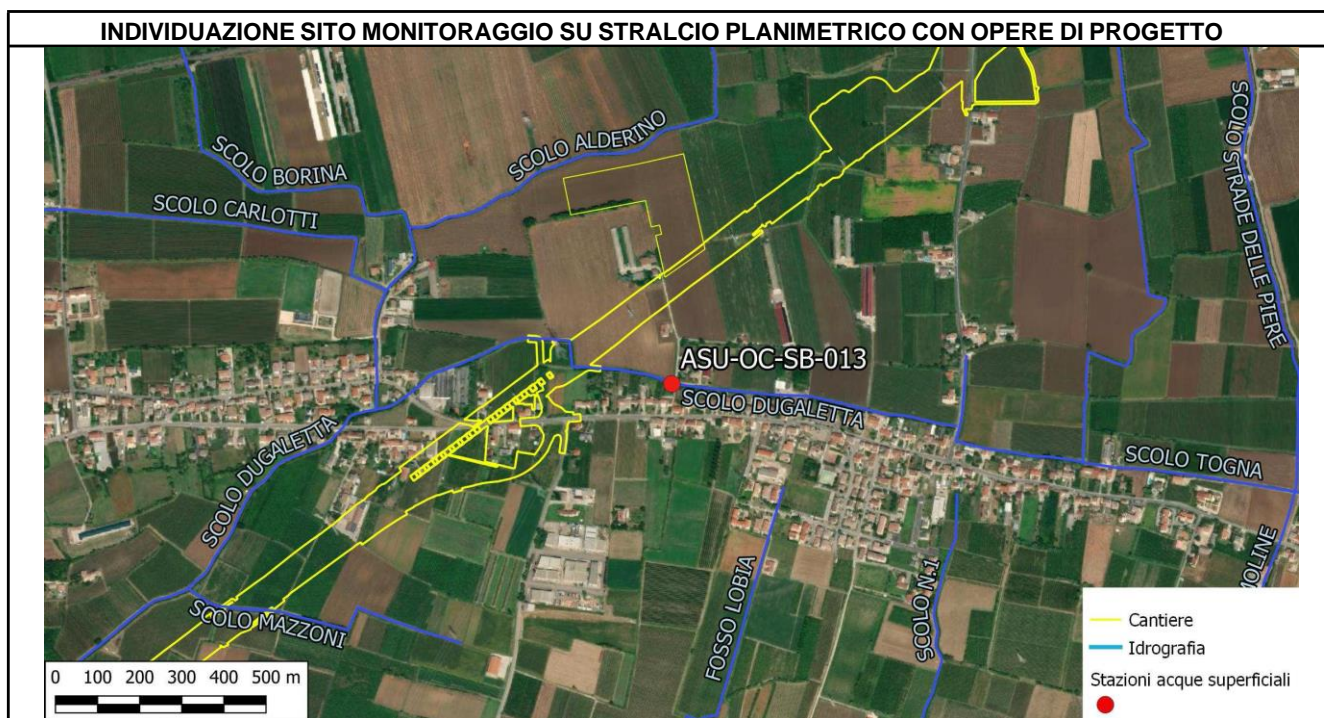 INDIVIDUAZIONE SITO MONITORAGGIO SU STRALCIO PLANIMETRICO CON OPERE DI PROGETTO
SCOLO BORINA
SCOLO ALDERINO
SCOLO STRADE DELLE PIERE
SCOLO CARLOTTI
ASU-OC-SB-013
SCOLO DUGALETTA
SCOLO DUGALETTA
SCOLO TOGNA
SCOLO MAZZONI
FOSSO LOBIA
SCOLO N.1
MOLINE
Cantiere
Idrografia
Stazioni acque superficiali
0 100 200 300 400 500 m